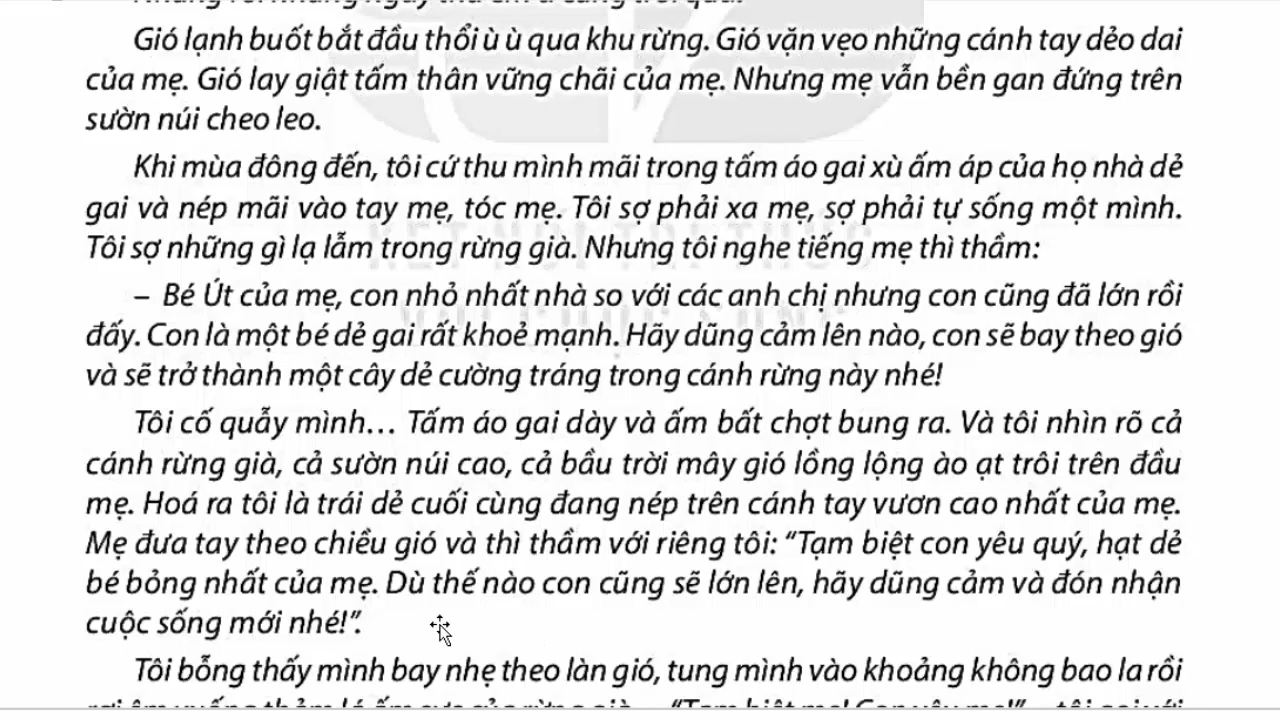 Gió lạnh buốt bắt đầu thổi ù ù qua khu rừng. Gió vặn vẹo những cánh tay dẻo dai
của mẹ. Gió lay giật tấm thân vững chãi của mẹ. Nhưng mẹ vẫn bền gan đứng trên
sườn núi cheo leo.
Khi mùa đông đến, tôi cứ thu mình mãi trong tấm áo gai xù ấm áp của họ nhà dẻ
gai và nép mãi vào tay mẹ, tóc mẹ. Tôi sợ phải xa mẹ, sợ phải tự sống một mình.
Tôi sợ những gì lạ lẫm trong rừng già. Nhưng tôi nghe tiếng mẹ thì thầm:
– Bé Út của mẹ, con nhỏ nhất nhà so với các anh chị nhưng con cũng đã lớn rồi
đấy. Con là một bé dẻ gai rất khoẻ mạnh. Hãy dũng cảm lên nào, con sẽ bay theo gió
và sẽ trở thành một cây dẻ cường tráng trong cánh rừng này nhé!
Tôi cố quẫy mình... Tấm áo gai dày và ấm bất chợt bung ra. Và tôi nhìn rõ cả
cánh rừng già, cả sườn núi cao, cả bầu trời mây gió lồng lộng ào ạt trôi trên đầu
mẹ. Hoá ra tôi là trái dẻ cuối cùng đang nép trên cánh tay vươn cao nhất của mẹ.
Mẹ đưa tay theo chiều gió và thì thầm với riêng tôi: “Tạm biệt con yêu quý, hạt dẻ
bé bỏng nhất của mẹ. Dù thế nào con cũng sẽ lớn lên, hãy dũng cảm và đón nhận
cuộc sống mới nhé!”.
Tôi bỗng thấy mình bay nhẹ theo làn gió, tung mình vào khoảng không bao la rồi